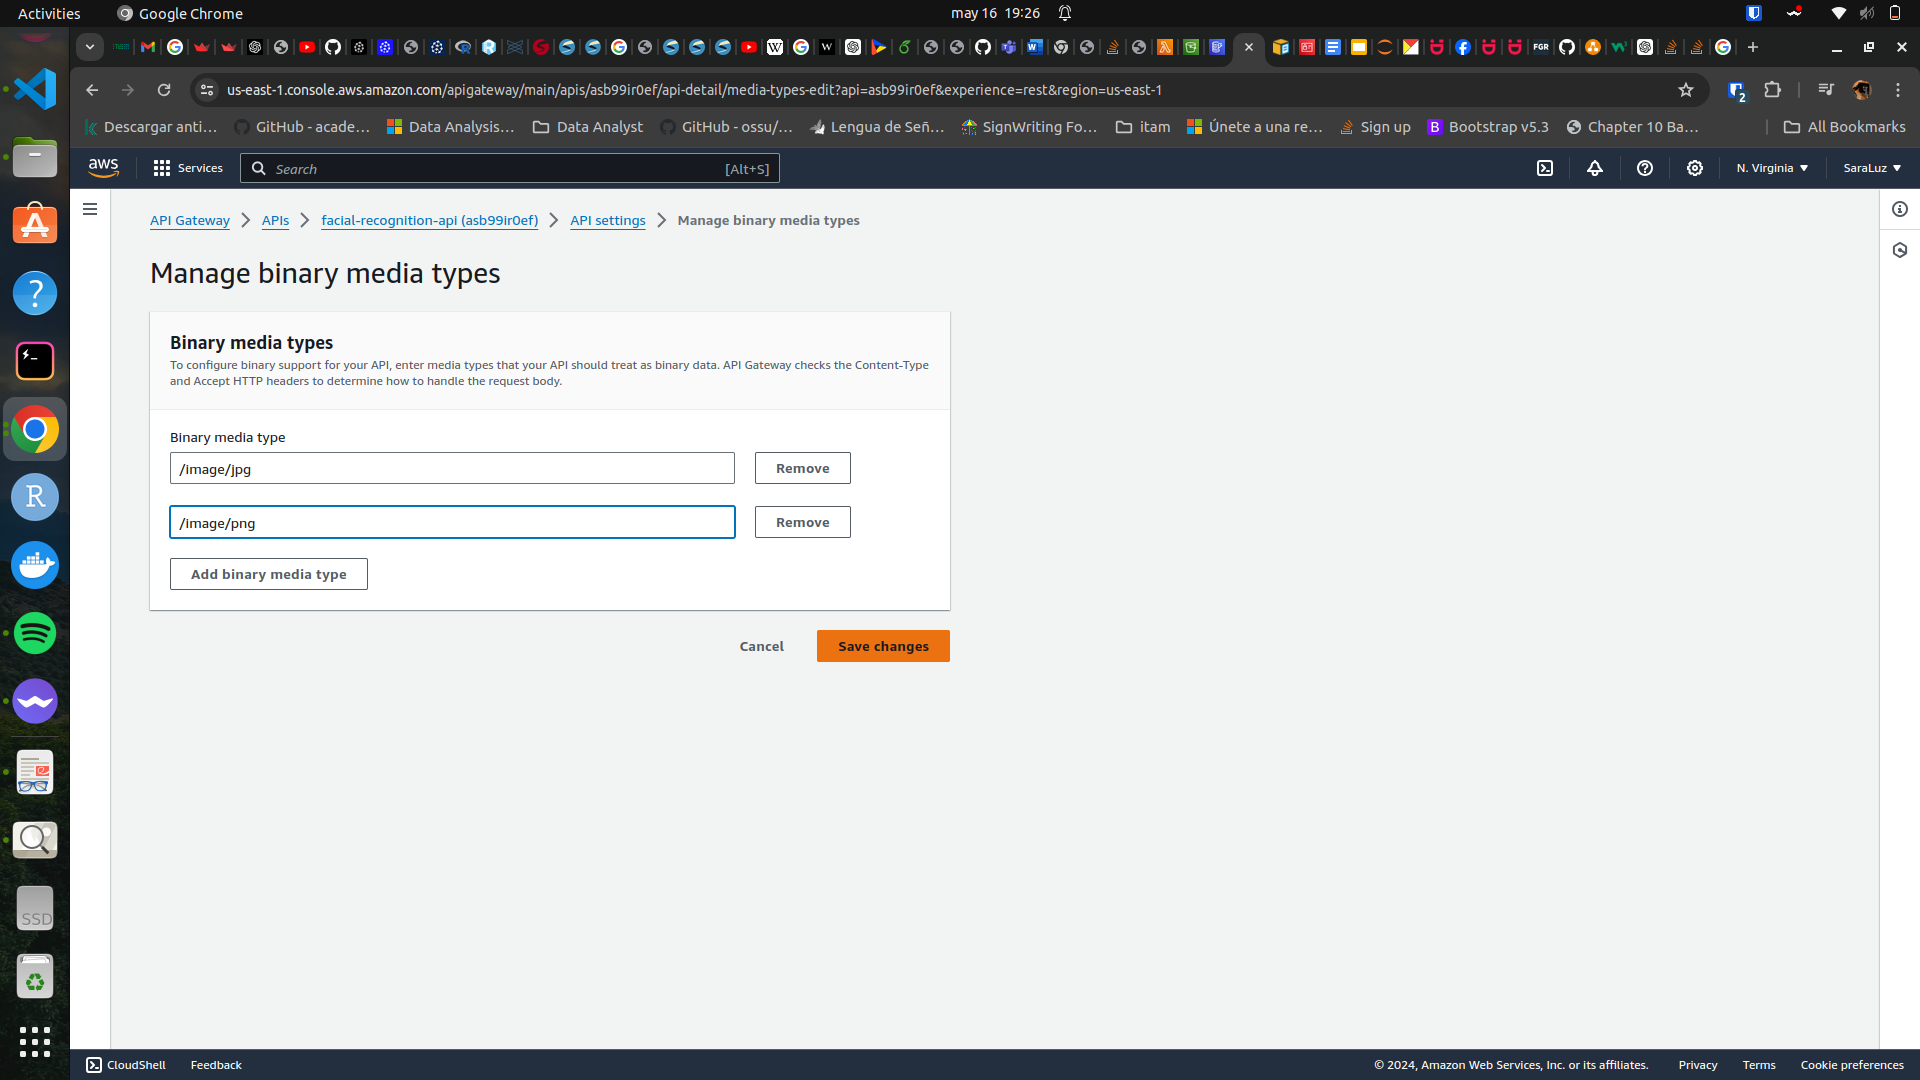 Activities
Google Chrome
may 16 19:26
us-east-1.console.aws.amazon.com/apigateway/main/apis/asb99ir0ef/api-detail/media-types-edit?api=asb99ir0ef&experience=rest&region=us-east-1
2
Descargar anti...
GitHub - acade...
Data Analysis...
Data Analyst
GitHub - ossu/...
Lengua de Señ...
SignWriting Fo...
itam
Únete a una re...
Sign up
B Bootstrap v5.3
Chapter 10 Ba...
All Bookmarks
aws
Services
Search
[Alt+S]
N. Virginia
SaraLuz
API Gateway
APIs
facial-recognition-api (asb99ir0ef)
API settings
Manage binary media types
Manage binary media types
Binary media types
To configure binary support for your API, enter media types that your API should treat as binary data. API Gateway checks the Content-Type
and Accept HTTP headers to determine how to handle the request body.
Binary media type
/image/jpg
Remove
/image/png
Remove
Add binary media type
Cancel
Save changes
SSD
CloudShell
Feedback
© 2024, Amazon Web Services, Inc. or its affiliates.
Privacy
Terms
Cookie preferences